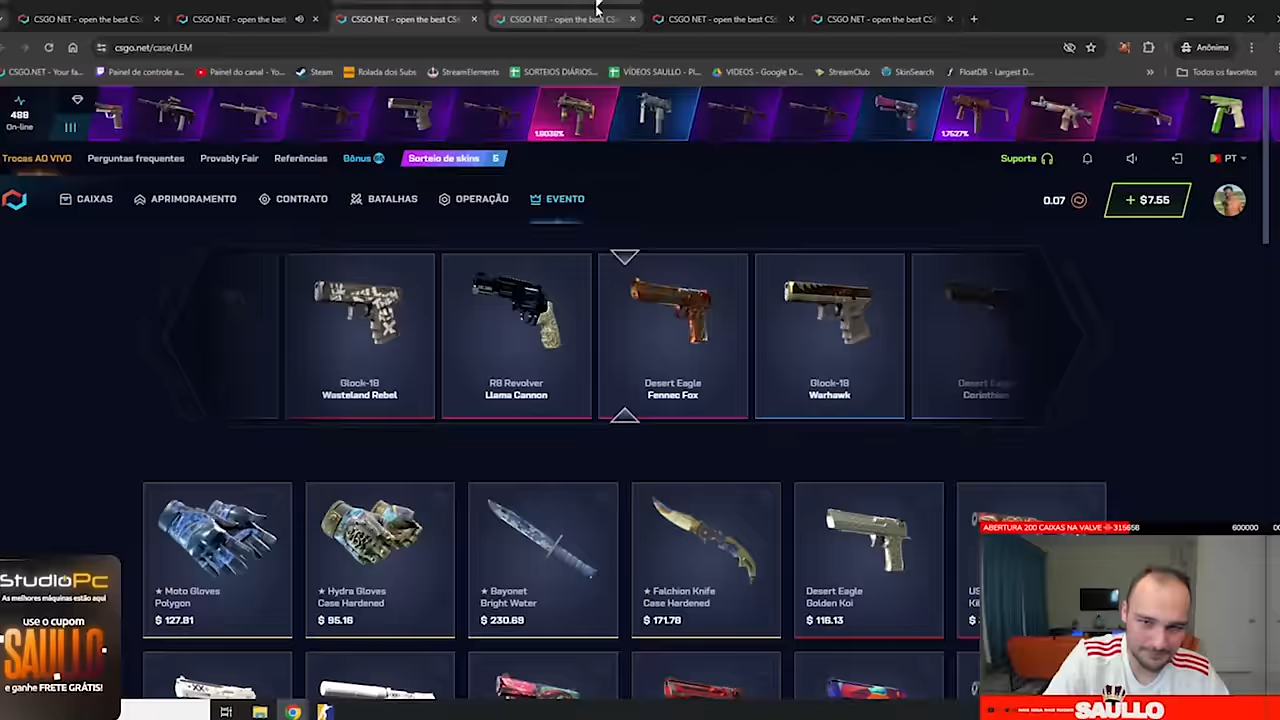 CSGO NET - open the best CS
CSGO NET - open the best
CSGO NET - open the best CS
CSGO NET - open the best CS
CSGO NET - open the best CS
CSGO NET - open the best CS
csgo.net/case/LEM
Anônima
CSGO.NET - Your fa...
Painel de controle a...
Painel do canal - Yo...
Steam
Rolada dos Subs
StreamElements
SORTEIOS DIÁRIOS...
VÍDEOS SAULLO - PL...
VIDEOS - Google Dr...
StreamClub
SkinSearch
FloatDB - Largest D...
Todos os favoritos
488
On-line
1.7527%
Trocas AO VIVO
Perguntas frequentes
Provably Fair
Referências
Bônus
Sorteio de skins 5
Suporte
PT
CAIXAS
APRIMORAMENTO
CONTRATO
BATALHAS
OPERAÇÃO
EVENTO
0.07
+ $7.55
Glock-18
Wasteland Rebel
R8 Revolver
Llama Cannon
Desert Eagle
Fennec Fox
Glock-18
Warhawk
Desert Eagle
Corinthian
★ Moto Gloves
Polygon
$ 127.81
★ Hydra Gloves
Case Hardened
$ 95.16
★ Bayonet
Bright Water
$ 230.69
★ Falchion Knife
Case Hardened
$ 171.78
Desert Eagle
Golden Koi
$ 116.13
ABERTURA 200 CAIXAS NA VALVE
315658
600000
StudioPc
As melhores máquinas estão aqui
use o cupom
SAULLO
e ganhe FRETE GRÁTIS!
SAULLO